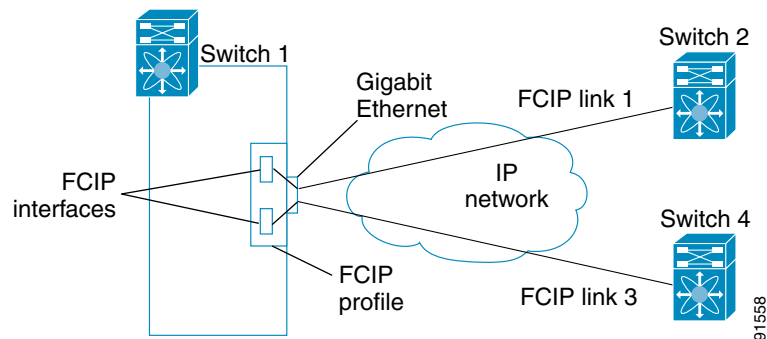 Switch 1
Switch 2
Gigabit
Ethernet
FCIP link 1
FCIP
interfaces
IP
network
Switch 4
FCIP
profile
FCIP link 3
91558